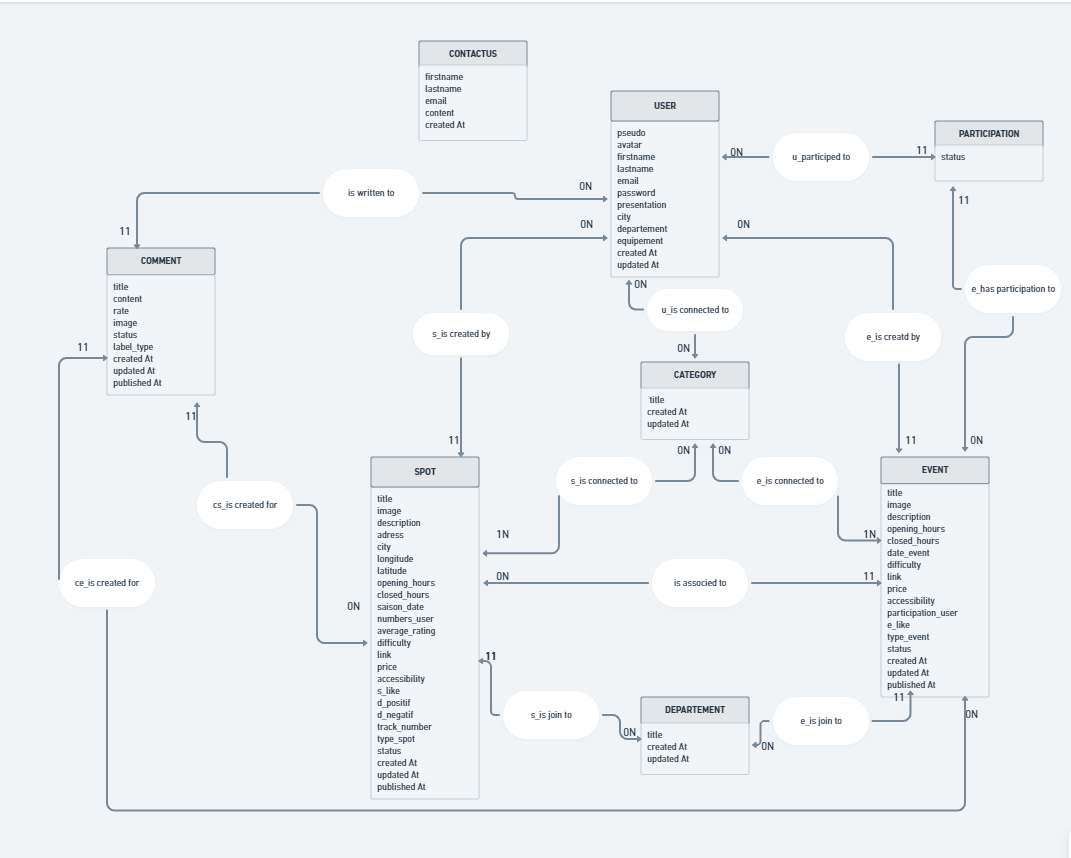 CONTACTUS
firstname
lastname
email
content
created At
USER
pseudo
avatar
firstname
lastname
email
password
presentation
city
departement
equipement
created At
updated At
0N
u_participed to
11
PARTICIPATION
status
11
e_has participation to
0N
is written to
0N
11
0N
s_is created by
11
0N
e_is creatd by
11
COMMENT
title
content
rate
image
status
label_type
created At
updated At
published At
11
11
cs_is created for
0N
ce_is created for
0N
0N
u_is connected to
0N
CATEGORY
title
created At
updated At
0N
0N
s_is connected to
1N
e_is connected to
1N
SPOT
title
image
description
adress
city
longitude
latitude
opening_hours
closed_hours
saison_date
numbers_user
average_rating
difficulty
link
price
accessibility
s_like
d_positif
d_negatif
track_number
type_spot
status
created At
updated At
published At
EVENT
title
image
description
opening_hours
closed_hours
date_event
difficulty
link
price
accessibility
participation_user
e_like
type_event
status
created At
updated At
published At
0N
is associed to
11
11
s_is join to
0N
DEPARTEMENT
title
created At
updated At
0N
e_is join to
11